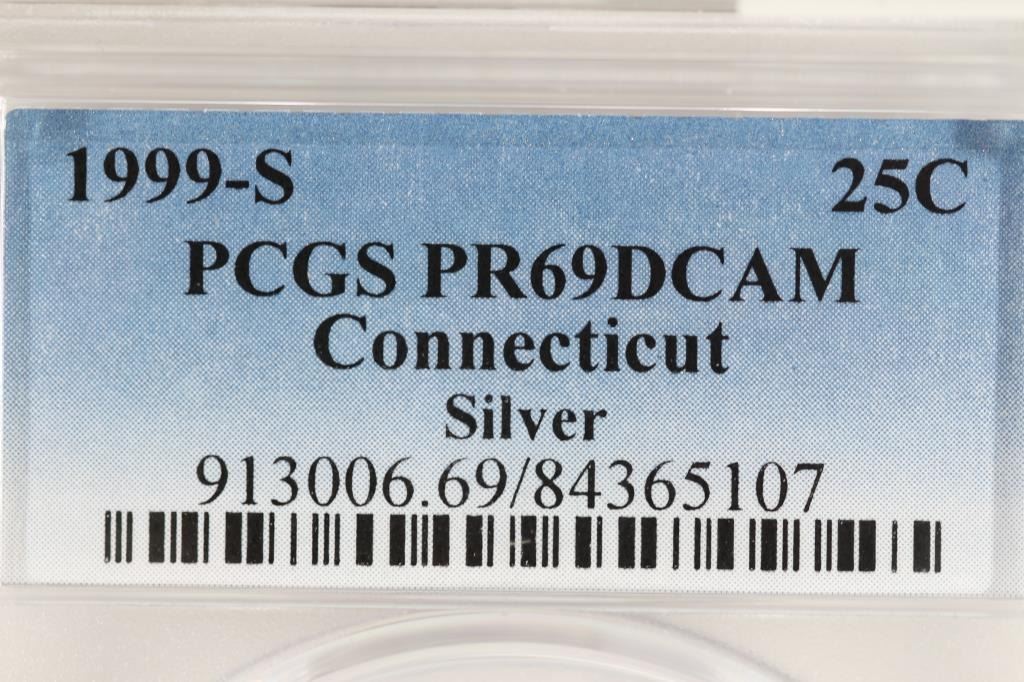 1999-S 25C
PCGS PR69DCAM
Connecticut
Silver
913006.69/84365107